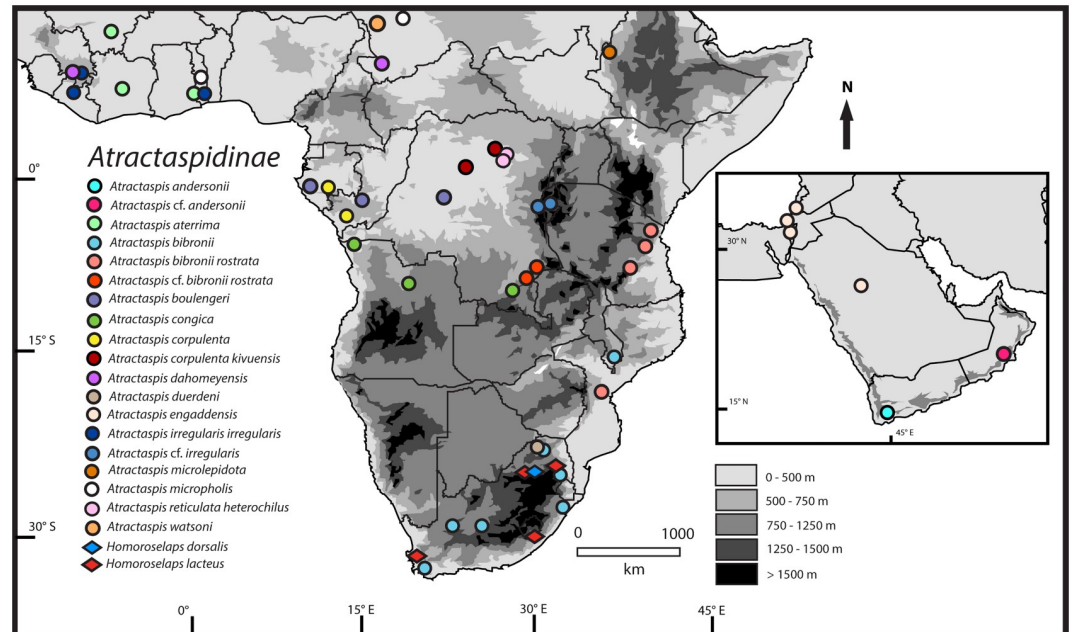 Atractaspidinae
Atractaspis andersonii
Atractaspis cf. andersonii
Atractaspis aterrima
Atractaspis bibronii
Atractaspis bibronii rostrata
Atractaspis cf. bibronii rostrata
Atractaspis boulengeri
Atractaspis congica
Atractaspis corpulenta
Atractaspis corpulenta kivuensis
Atractaspis dahomeyensis
Atractaspis duerdeni
Atractaspis engaddensis
Atractaspis irregularis irregularis
Atractaspis cf. irregularis
Atractaspis microlepidota
Atractaspis micropholis
Atractaspis reticulata heterochilus
Atractaspis watsoni
Homoroselaps dorsalis
Homoroselaps lacteus
0°
15° S
30° S
0°
15° E
30° E
45° E
0 1000
km
N
30° N
15° N
45° E
0 - 500 m
500 - 750 m
750 - 1250 m
1250 - 1500 m
> 1500 m